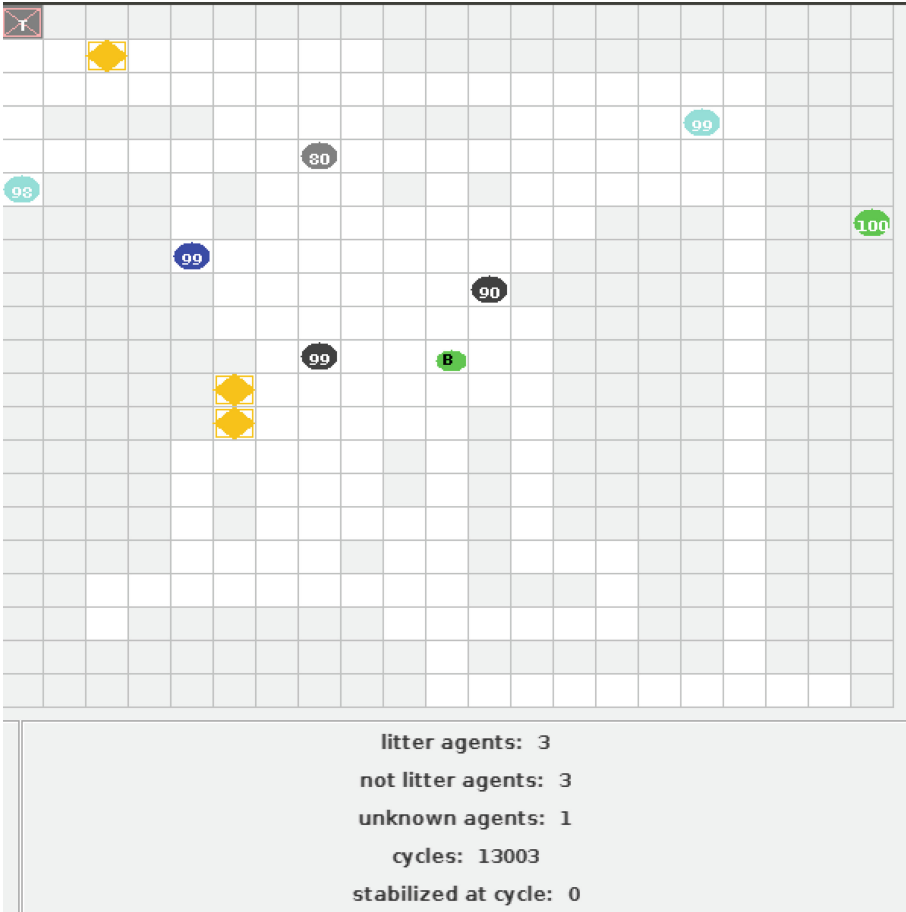 T
99
80
98
100
99
90
99
B
litter agents: 3
not litter agents: 3
unknown agents: 1
cycles: 13003
stabilized at cycle: 0